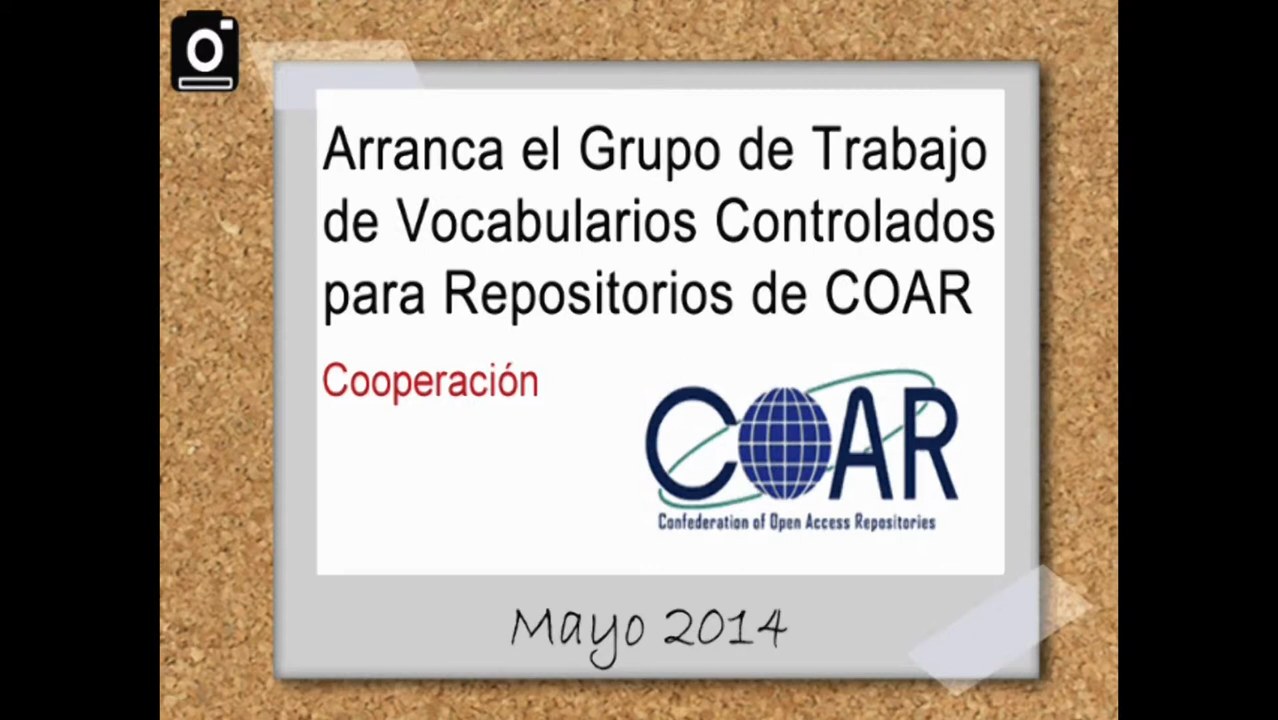 Arranca el Grupo de Trabajo
de Vocabularios Controlados
para Repositorios de COAR
Cooperación
COAR
Confederation of Open Access Repositories
Mayo 2014